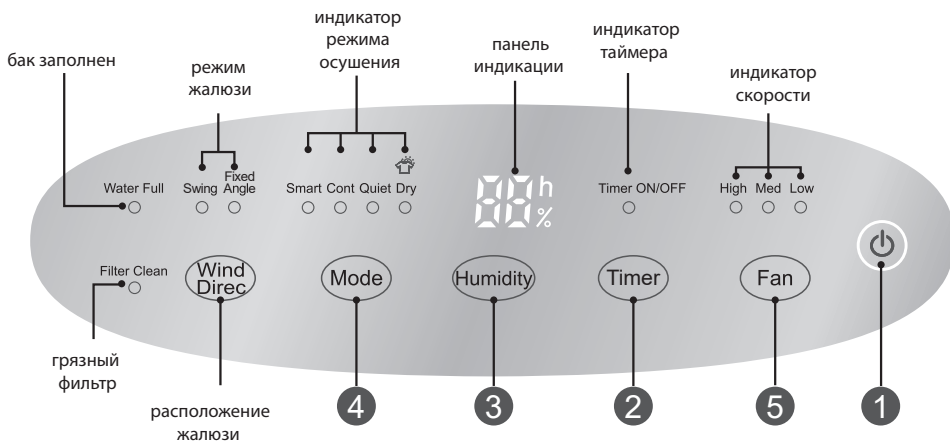 индикатор
режима
осушения
бак заполнен
режим
жалюзи
панель
индикации
индикатор
таймера
индикатор
скорости
Water Full
Swing
Fixed
Angle
Smart Cont Quiet Dry
88 h
%
Timer ON/OFF
High Med Low
Filter Clean
Wind
Direc
Mode
Humidity
Timer
Fan
грязный
фильтр
расположение
жалюзи
4
3
2
5
1